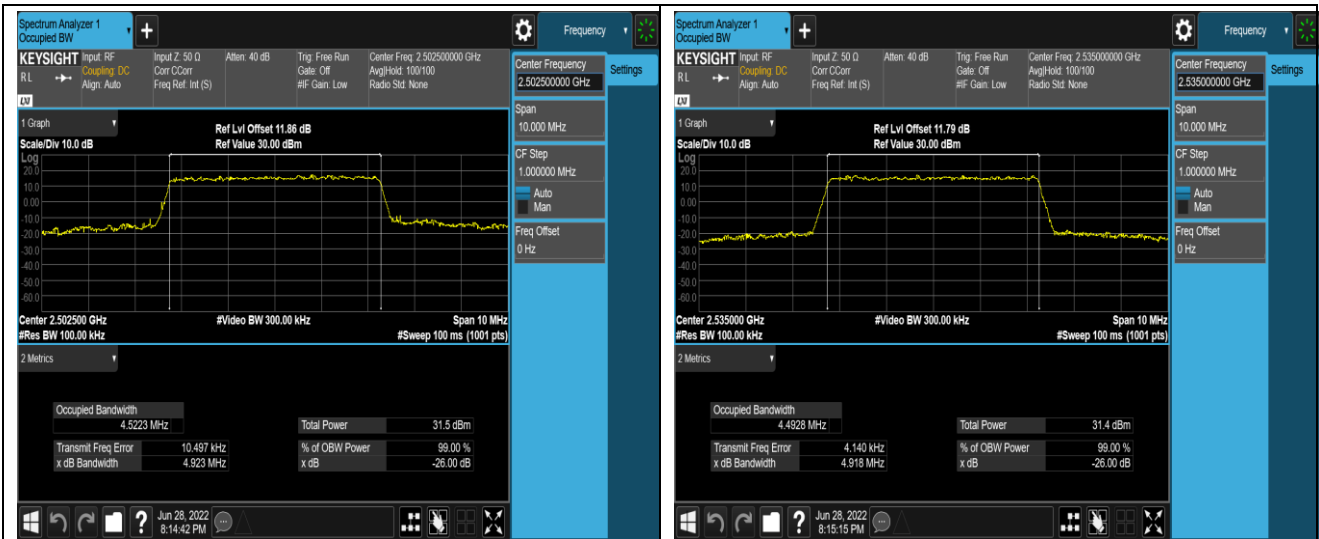 Spectrum Analyzer 1
Occupied BW
+
Frequency
KEYSIGHT
Input: RF
Coupling: DC
Align: Auto
Input Z: 50 Ω
Corr CCorr
Freq Ref: Int (S)
Atten: 40 dB
Trig: Free Run
Gate: Off
#IF Gain: Low
Center Freq: 2.502500000 GHz
Avg|Hold: 100/100
Radio Std: None
R L
LXI
Center Frequency
2.502500000 GHz
Settings
Span
10.000 MHz
CF Step
1.000000 MHz
Auto
Man
Freq Offset
0 Hz
1 Graph
Scale/Div 10.0 dB
Ref Lvl Offset 11.86 dB
Ref Value 30.00 dBm
Log
20.0
10.0
0.00
-10.0
-20.0
-30.0
-40.0
-50.0
-60.0
Center 2.502500 GHz
#Video BW 300.00 kHz
Span 10 MHz
#Res BW 100.00 kHz
#Sweep 100 ms (1001 pts)
2 Metrics
Occupied Bandwidth
4.5223 MHz
Total Power 31.5 dBm
Transmit Freq Error 10.497 kHz
% of OBW Power 99.00 %
x dB Bandwidth 4.923 MHz
x dB -26.00 dB
?
Jun 28, 2022
8:14:42 PM
Spectrum Analyzer 1
Occupied BW
+
Frequency
KEYSIGHT
Input: RF
Coupling: DC
Align: Auto
Input Z: 50 Ω
Corr CCorr
Freq Ref: Int (S)
Atten: 40 dB
Trig: Free Run
Gate: Off
#IF Gain: Low
Center Freq: 2.535000000 GHz
Avg|Hold: 100/100
Radio Std: None
R L
LXI
Center Frequency
2.535000000 GHz
Settings
Span
10.000 MHz
CF Step
1.000000 MHz
Auto
Man
Freq Offset
0 Hz
1 Graph
Scale/Div 10.0 dB
Ref Lvl Offset 11.79 dB
Ref Value 30.00 dBm
Log
20.0
10.0
0.00
-10.0
-20.0
-30.0
-40.0
-50.0
-60.0
Center 2.535000 GHz
#Video BW 300.00 kHz
Span 10 MHz
#Res BW 100.00 kHz
#Sweep 100 ms (1001 pts)
2 Metrics
Occupied Bandwidth
4.4928 MHz
Total Power 31.4 dBm
Transmit Freq Error 4.140 kHz
% of OBW Power 99.00 %
x dB Bandwidth 4.918 MHz
x dB -26.00 dB
?
Jun 28, 2022
8:15:15 PM